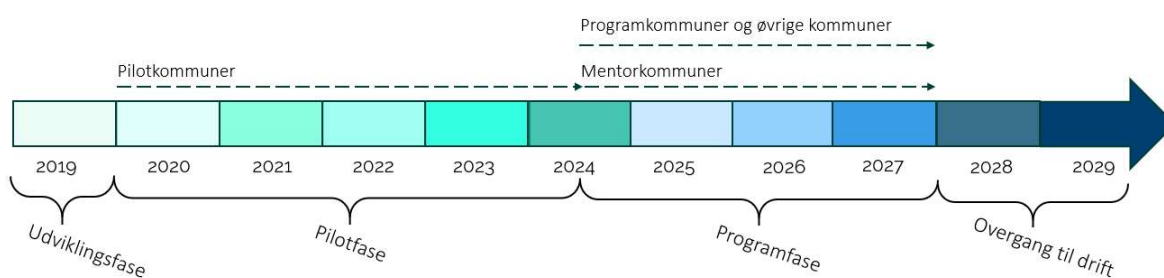 Programkommuner og øvrige kommuner
Pilotkommuner
Mentorkommuner
2019 2020 2021 2022 2023 2024 2025 2026 2027 2028 2029
Udviklingsfase
Pilotfase
Programfase
Overgang til drift